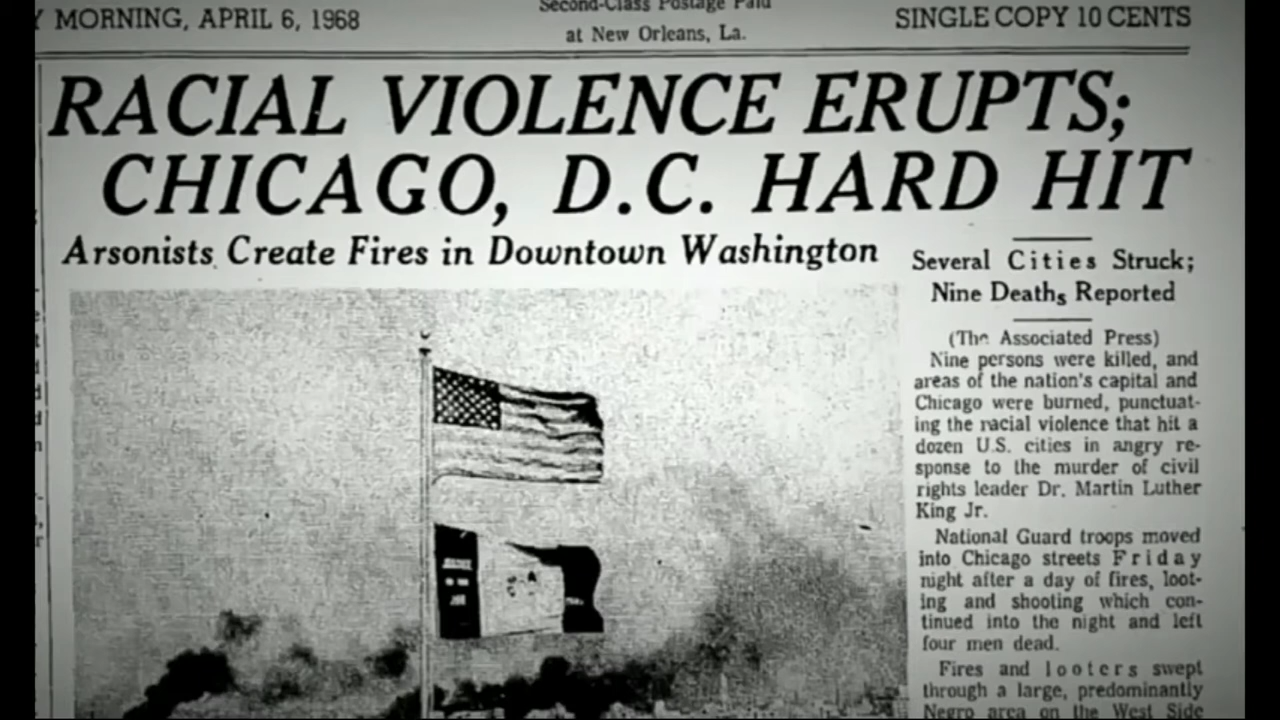 MORNING, APRIL 6, 1968
Second-Class Postage Paid
at New Orleans, La.
SINGLE COPY 10 CENTS
RACIAL VIOLENCE ERUPTS;
CHICAGO, D.C. HARD HIT
Arsonists Create Fires in Downtown Washington
Several Cities Struck;
Nine Deaths Reported
(The Associated Press)
Nine persons were killed, and
areas of the nation's capital and
Chicago were burned, punctuat-
ing the racial violence that hit a
dozen U.S. cities in angry re-
sponse to the murder of civil
rights leader Dr. Martin Luther
King Jr.
National Guard troops moved
into Chicago streets Friday
night after a day of fires, loot-
ing and shooting which con-
tinued into the night and left
four men dead.
Fires and looters swept
through a large, predominantly
Negro area on the West Side